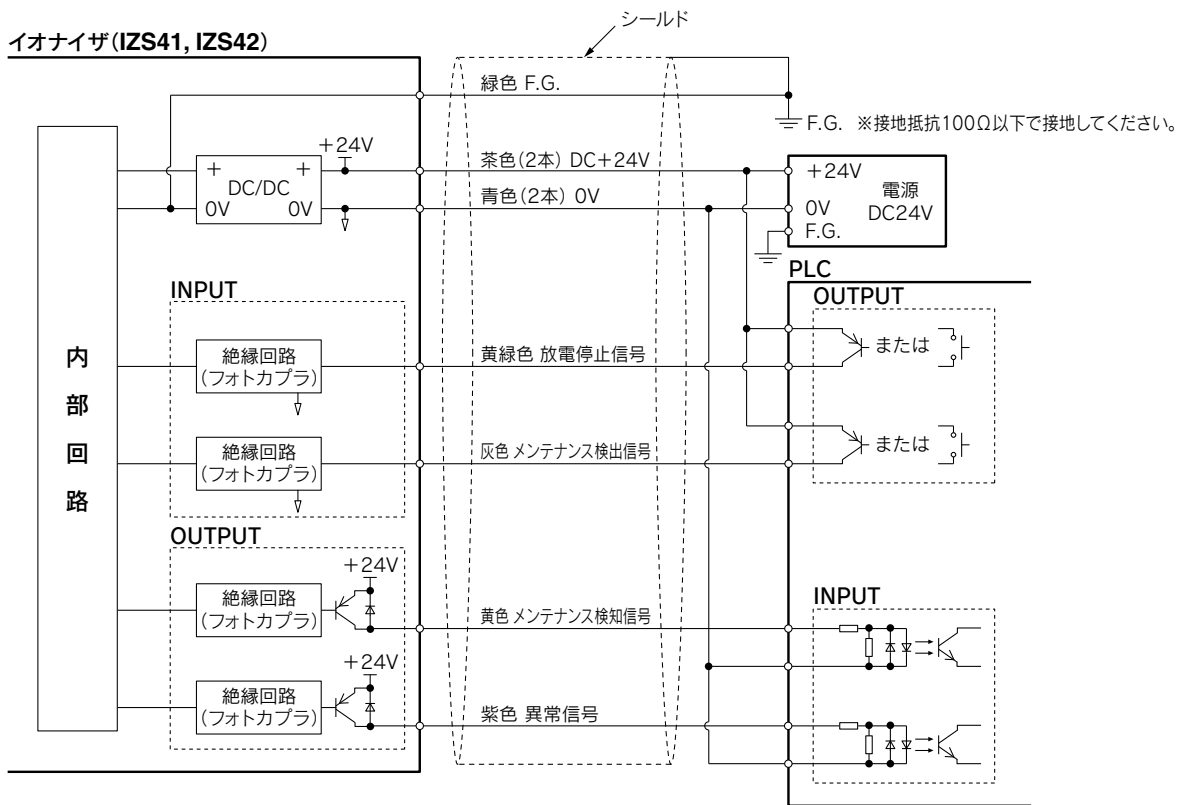 シールド
イオナイザ(IZS41, IZS42)
緑色 F.G.
F.G. ※接地抵抗100Ω以下で接地してください。
+24V
茶色(2本) DC+24V
+ +
DC/DC
0V 0V
青色(2本) 0V
+24V
0V
F.G.
電源
DC24V
PLC
INPUT
OUTPUT
内部回路
絶縁回路
(フォトカプラ)
黄緑色 放電停止信号
または
絶縁回路
(フォトカプラ)
灰色 メンテナンス検出信号
または
OUTPUT
+24V
絶縁回路
(フォトカプラ)
黄色 メンテナンス検知信号
INPUT
+24V
絶縁回路
(フォトカプラ)
紫色 異常信号